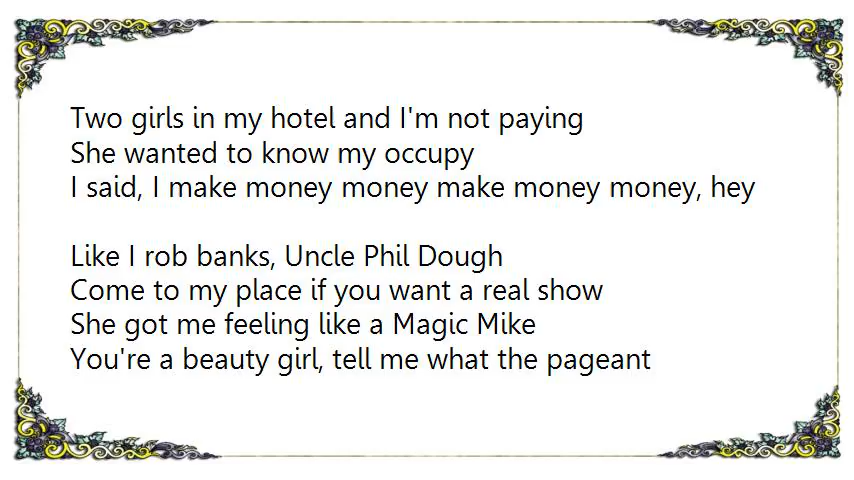 Two girls in my hotel and I'm not paying
She wanted to know my occupy
I said, I make money money make money money, hey
Like I rob banks, Uncle Phil Dough
Come to my place if you want a real show
She got me feeling like a Magic Mike
You're a beauty girl, tell me what the pageant